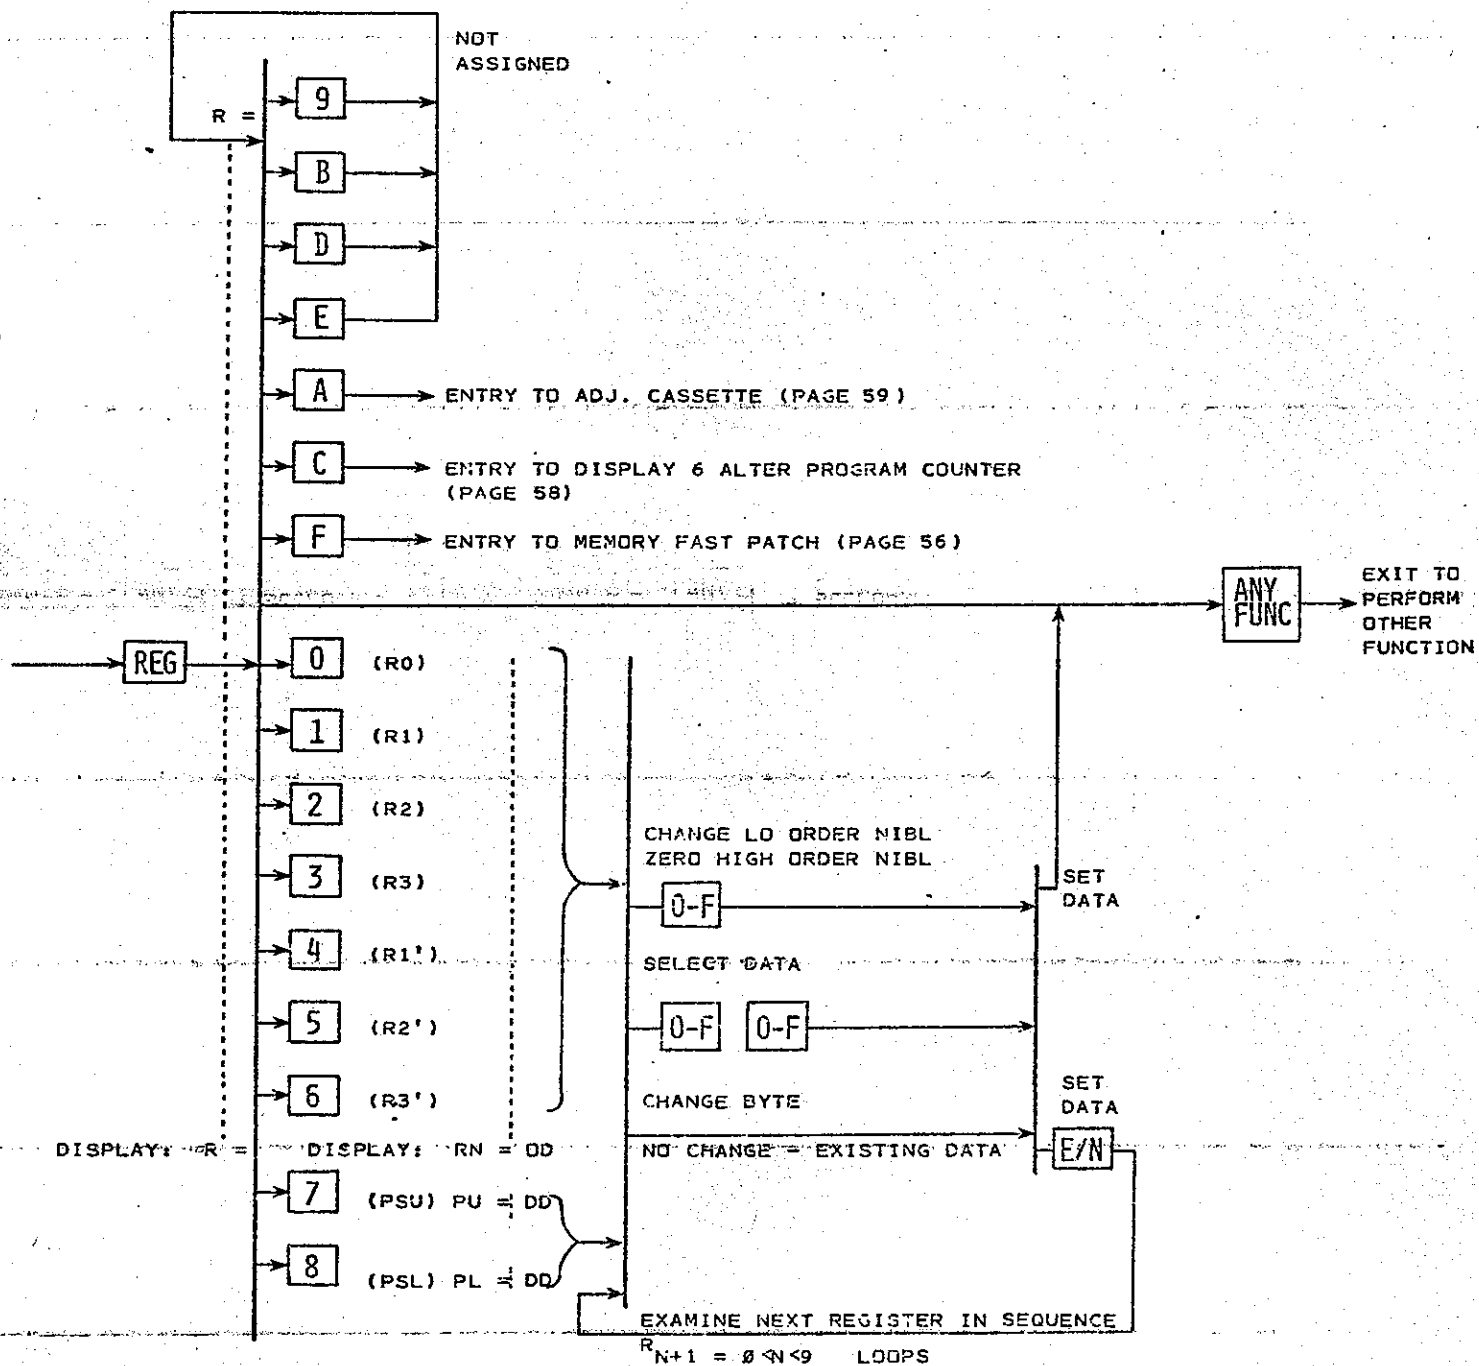 NOT
ASSIGNED
R =
9
B
D
E
A ENTRY TO ADJ. CASSETTE (PAGE 59)
C ENTRY TO DISPLAY 6 ALTER PROGRAM COUNTER
(PAGE 58)
F ENTRY TO MEMORY FAST PATCH (PAGE 56)
ANY
FUNC
EXIT TO
PERFORM
OTHER
FUNCTION
REG
0 (R0)
1 (R1)
2 (R2)
3 (R3)
4 (R1')
5 (R2')
6 (R3')
CHANGE LO ORDER NIBL
ZERO HIGH ORDER NIBL
0-F
SET
DATA
SELECT DATA
0-F 0-F
CHANGE BYTE
SET
DATA
DISPLAY: R = DISPLAY: RN = DD
NO CHANGE = EXISTING DATA
E/N
7 (PSU) PU = DD
8 (PSL) PL = DD
EXAMINE NEXT REGISTER IN SEQUENCE
RN+1 = Ø<N<9 LOOPS